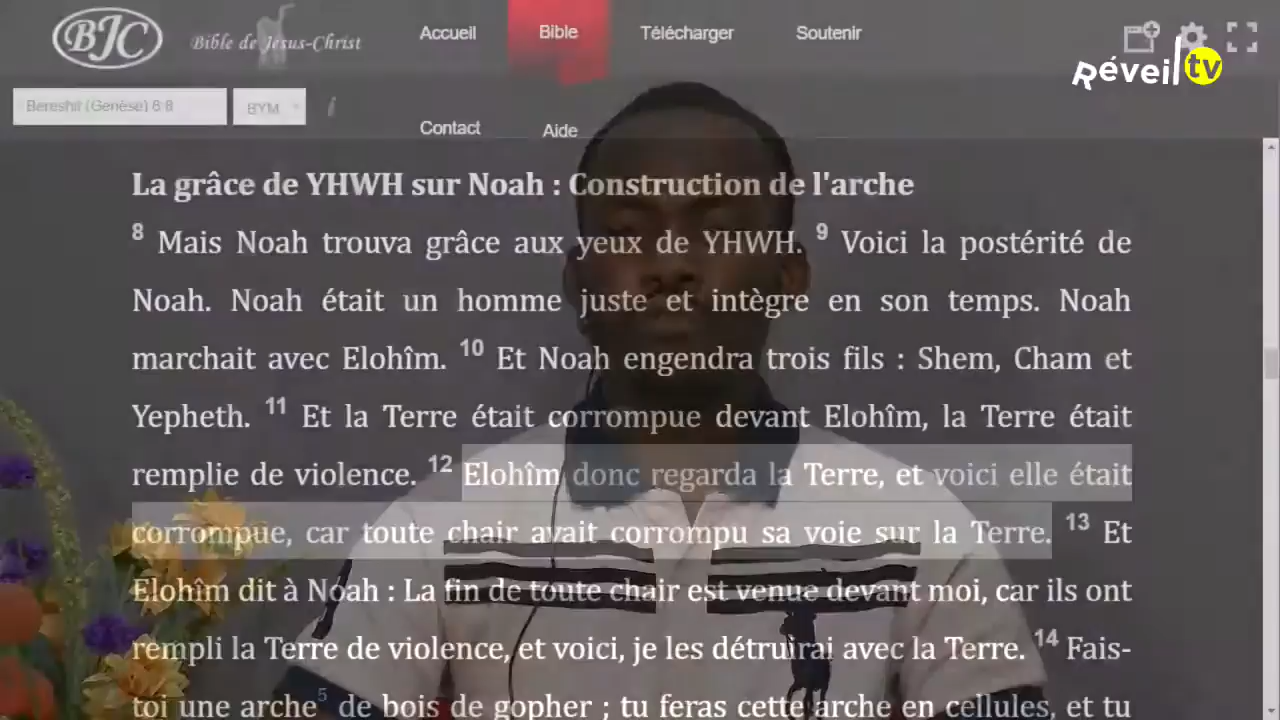 BJC Bible de Jesus-Christ Accueil Bible Télécharger Soutenir
Réveil tv
Bereshit (Genèse) 6:8 BYM i
Contact Aide
La grâce de YHWH sur Noah : Construction de l'arche
8 Mais Noah trouva grâce aux yeux de YHWH. 9 Voici la postérité de
Noah. Noah était un homme juste et intègre en son temps. Noah
marchait avec Elohîm. 10 Et Noah engendra trois fils : Shem, Cham et
Yepheth. 11 Et la Terre était corrompue devant Elohîm, la Terre était
remplie de violence. 12 Elohîm donc regarda la Terre, et voici elle était
corrompue, car toute chair avait corrompu sa voie sur la Terre. 13 Et
Elohîm dit à Noah : La fin de toute chair est venue devant moi, car ils ont
rempli la Terre de violence, et voici, je les détruirai avec la Terre. 14 Fais-
toi une arche5 de bois de gopher ; tu feras cette arche en cellules, et tu